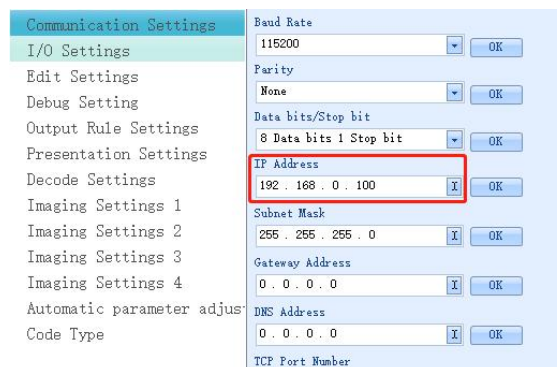 Communication Settings
I/O Settings
Edit Settings
Debug Setting
Output Rule Settings
Presentation Settings
Decode Settings
Imaging Settings 1
Imaging Settings 2
Imaging Settings 3
Imaging Settings 4
Automatic parameter adjus
Code Type
Baud Rate
115200 OK
Parity
None OK
Data bits/Stop bit
8 Data bits 1 Stop bit OK
IP Address
192 . 168 . 0 . 100 I OK
Subnet Mask
255 . 255 . 255 . 0 I OK
Gateway Address
0 . 0 . 0 . 0 I OK
DNS Address
0 . 0 . 0 . 0 I OK
TCP Port Number